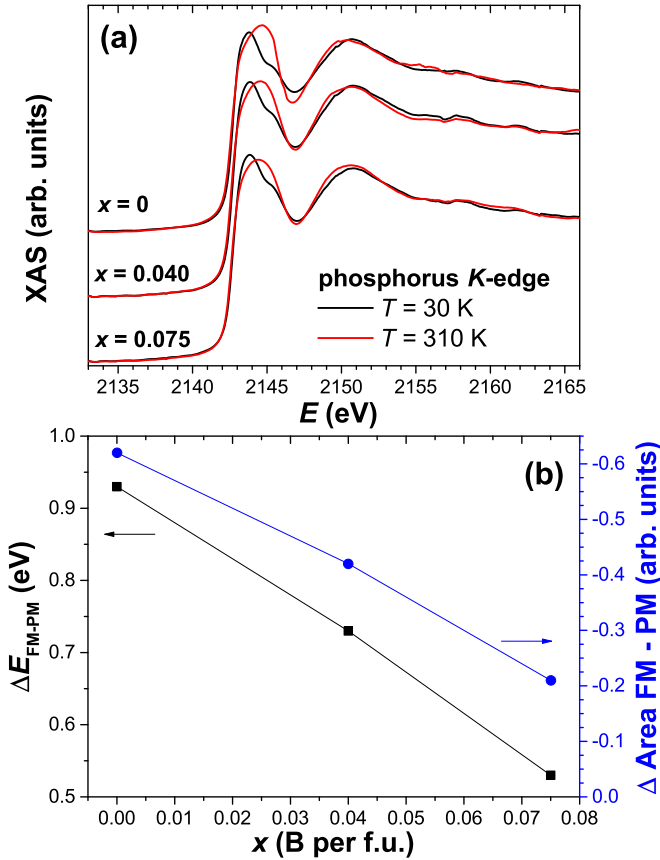 (a)
XAS (arb. units)
x = 0
x = 0.040
x = 0.075
phosphorus K-edge
T = 30 K
T = 310 K
2135 2140 2145 2150 2155 2160 2165
E (eV)
(b)
1.0
0.9
0.8
0.7
0.6
0.5
ΔE_FM-PM (eV)
-0.6
-0.5
-0.4
-0.3
-0.2
-0.1
0.0
Δ Area FM - PM (arb. units)
0.00 0.01 0.02 0.03 0.04 0.05 0.06 0.07 0.08
x (B per f.u.)